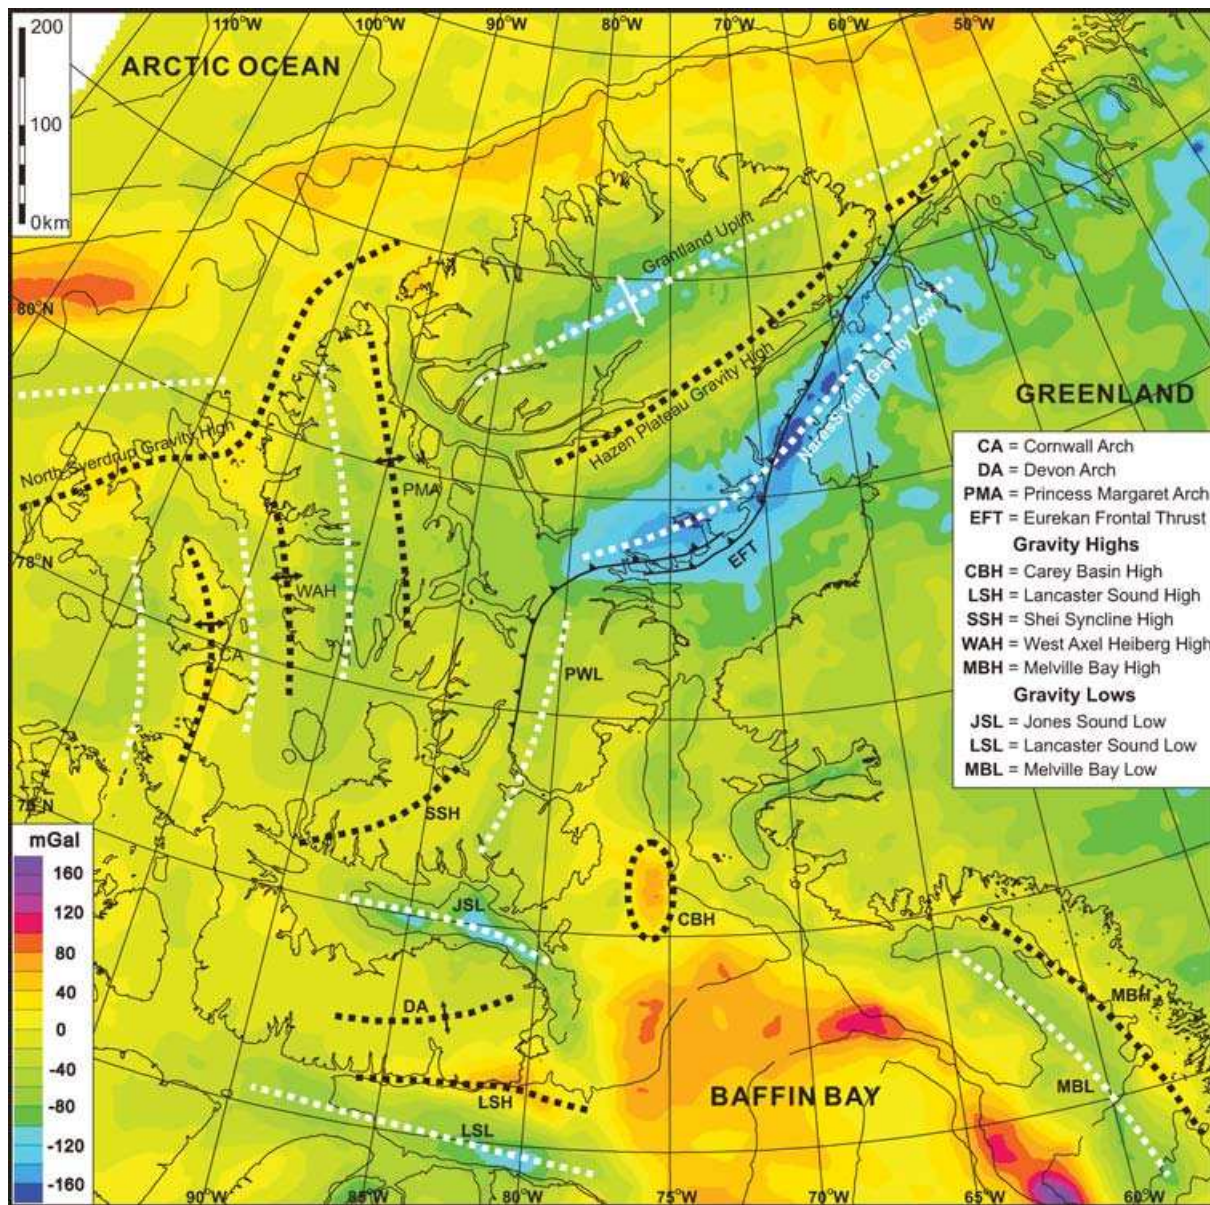 110°W 100°W 90°W 80°W 70°W 60°W 50°W
200
100
0km
ARCTIC OCEAN
80°N
78°N
Grantland Uplift
Hazen Plateau Gravity High
Nares Strait Gravity Low
North Sverdrup Gravity High
GREENLAND
PMA
WAH
CA
EFT
PWL
SSH
JSL
CBH
DA
LSH
LSL
MBH
MBL
BAFFIN BAY
CA = Cornwall Arch
DA = Devon Arch
PMA = Princess Margaret Arch
EFT = Eurekan Frontal Thrust
Gravity Highs
CBH = Carey Basin High
LSH = Lancaster Sound High
SSH = Shei Syncline High
WAH = West Axel Heiberg High
MBH = Melville Bay High
Gravity Lows
JSL = Jones Sound Low
LSL = Lancaster Sound Low
MBL = Melville Bay Low
mGal
160
120
80
40
0
-40
-80
-120
-160
90°W 85°W 80°W 75°W 70°W 65°W 60°W